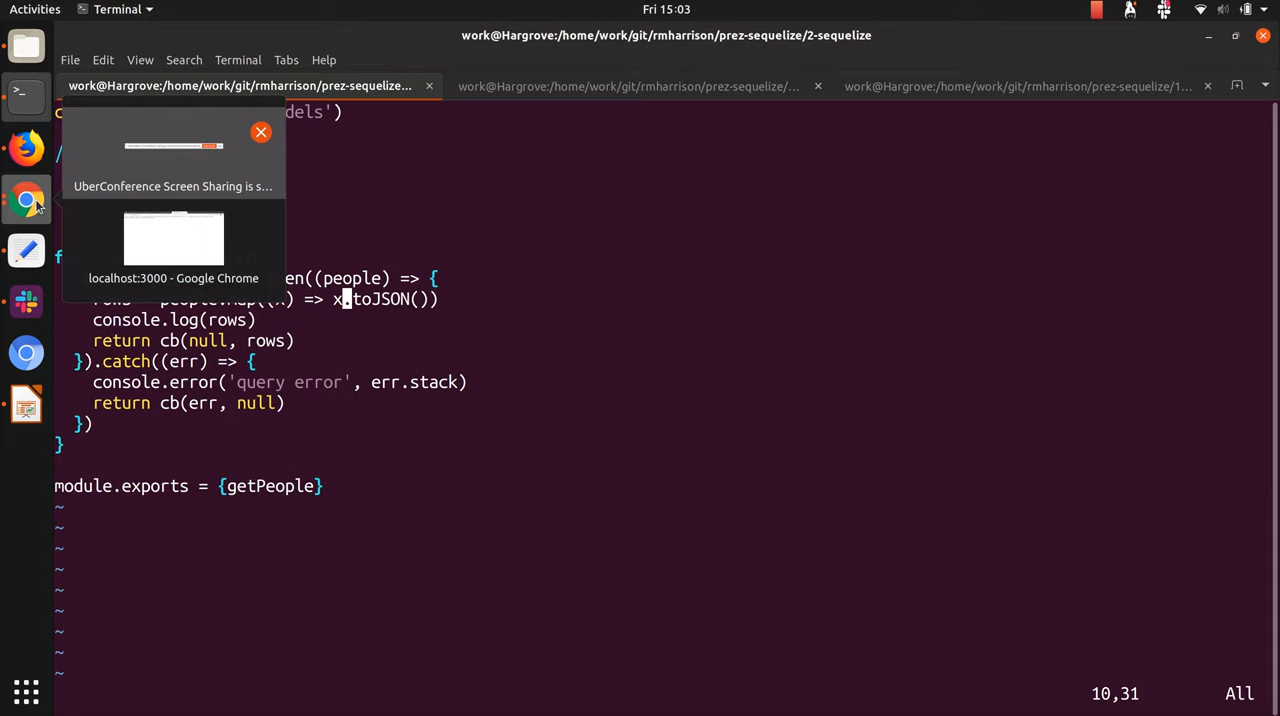 Activities Terminal Fri 15:03
work@Hargrove:/home/work/git/rmharrison/prez-sequelize/2-sequelize
File Edit View Search Terminal Tabs Help
work@Hargrove:/home/work/git/rmharrison/prez-sequelize... work@Hargrove:/home/work/git/rmharrison/prez-sequelize/... work@Hargrove:/home/work/git/rmharrison/prez-sequelize/1...
c dels')
/
UberConference Screen Sharing is s...
f
en((people) => {
localhost:3000 - Google Chrome
=> x.toJSON())
console.log(rows)
return cb(null, rows)
}).catch((err) => {
console.error('query error', err.stack)
return cb(err, null)
})
}
module.exports = {getPeople}
~
~
~
~
~
~
~
~
~
10,31 All